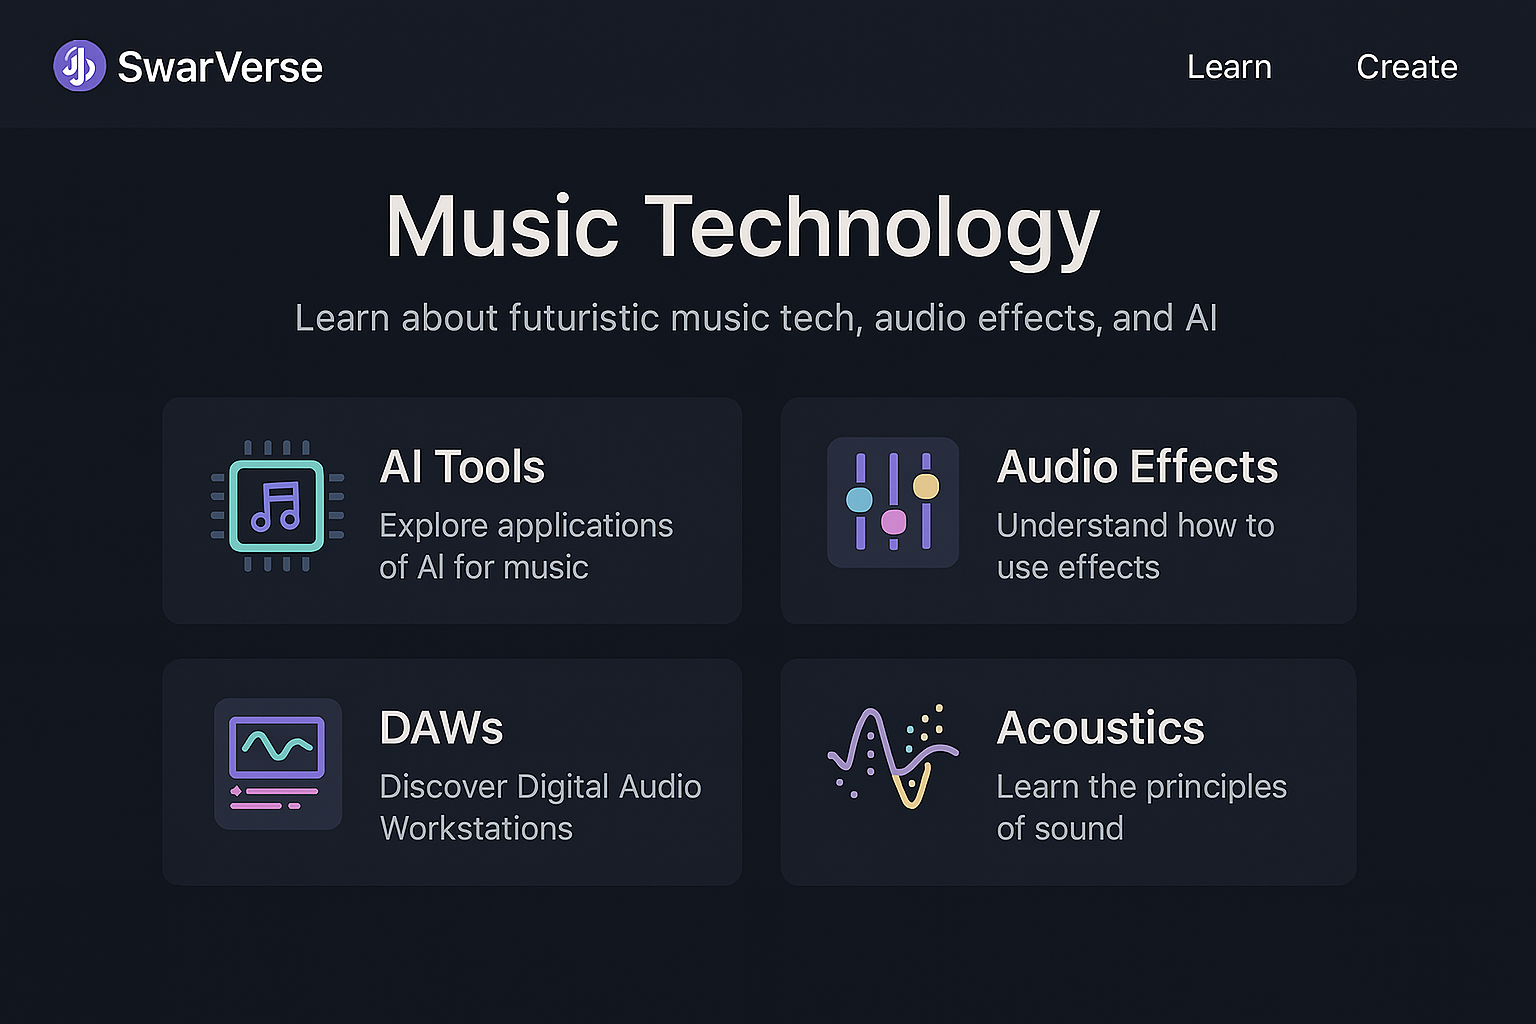 SwarVerse
Learn
Create
Music Technology
Learn about futuristic music tech, audio effects, and AI
AI Tools
Explore applications
of AI for music
Audio Effects
Understand how to
use effects
DAWs
Discover Digital Audio
Workstations
Acoustics
Learn the principles
of sound